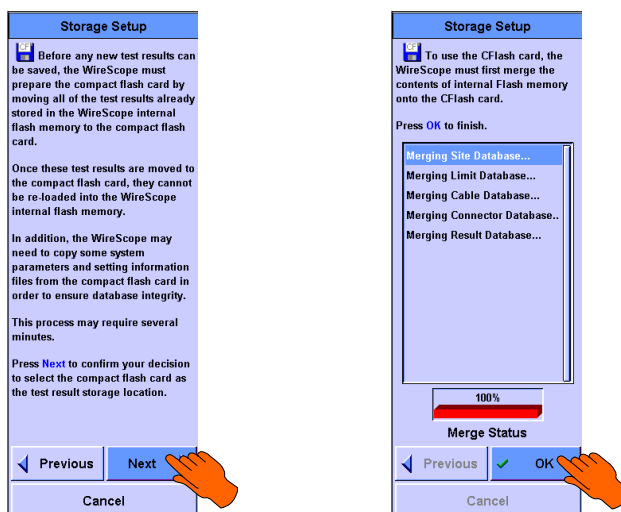 Storage Setup
CF
Before any new test results can
be saved, the WireScope must
prepare the compact flash card by
moving all of the test results already
stored in the WireScope internal
flash memory to the compact flash
card.
Once these test results are moved to
the compact flash card, they cannot
be re-loaded into the WireScope
internal flash memory.
In addition, the WireScope may
need to copy some system
parameters and setting information
files from the compact flash card in
order to ensure database integrity.
This process may require several
minutes.
Press Next to confirm your decision
to select the compact flash card as
the test result storage location.
Previous
Next
Cancel
Storage Setup
CF
To use the CFlash card, the
WireScope must first merge the
contents of internal Flash memory
onto the CFlash card.
Press OK to finish.
Merging Site Database...
Merging Limit Database...
Merging Cable Database...
Merging Connector Database..
Merging Result Database...
100%
Merge Status
Previous
OK
Cancel